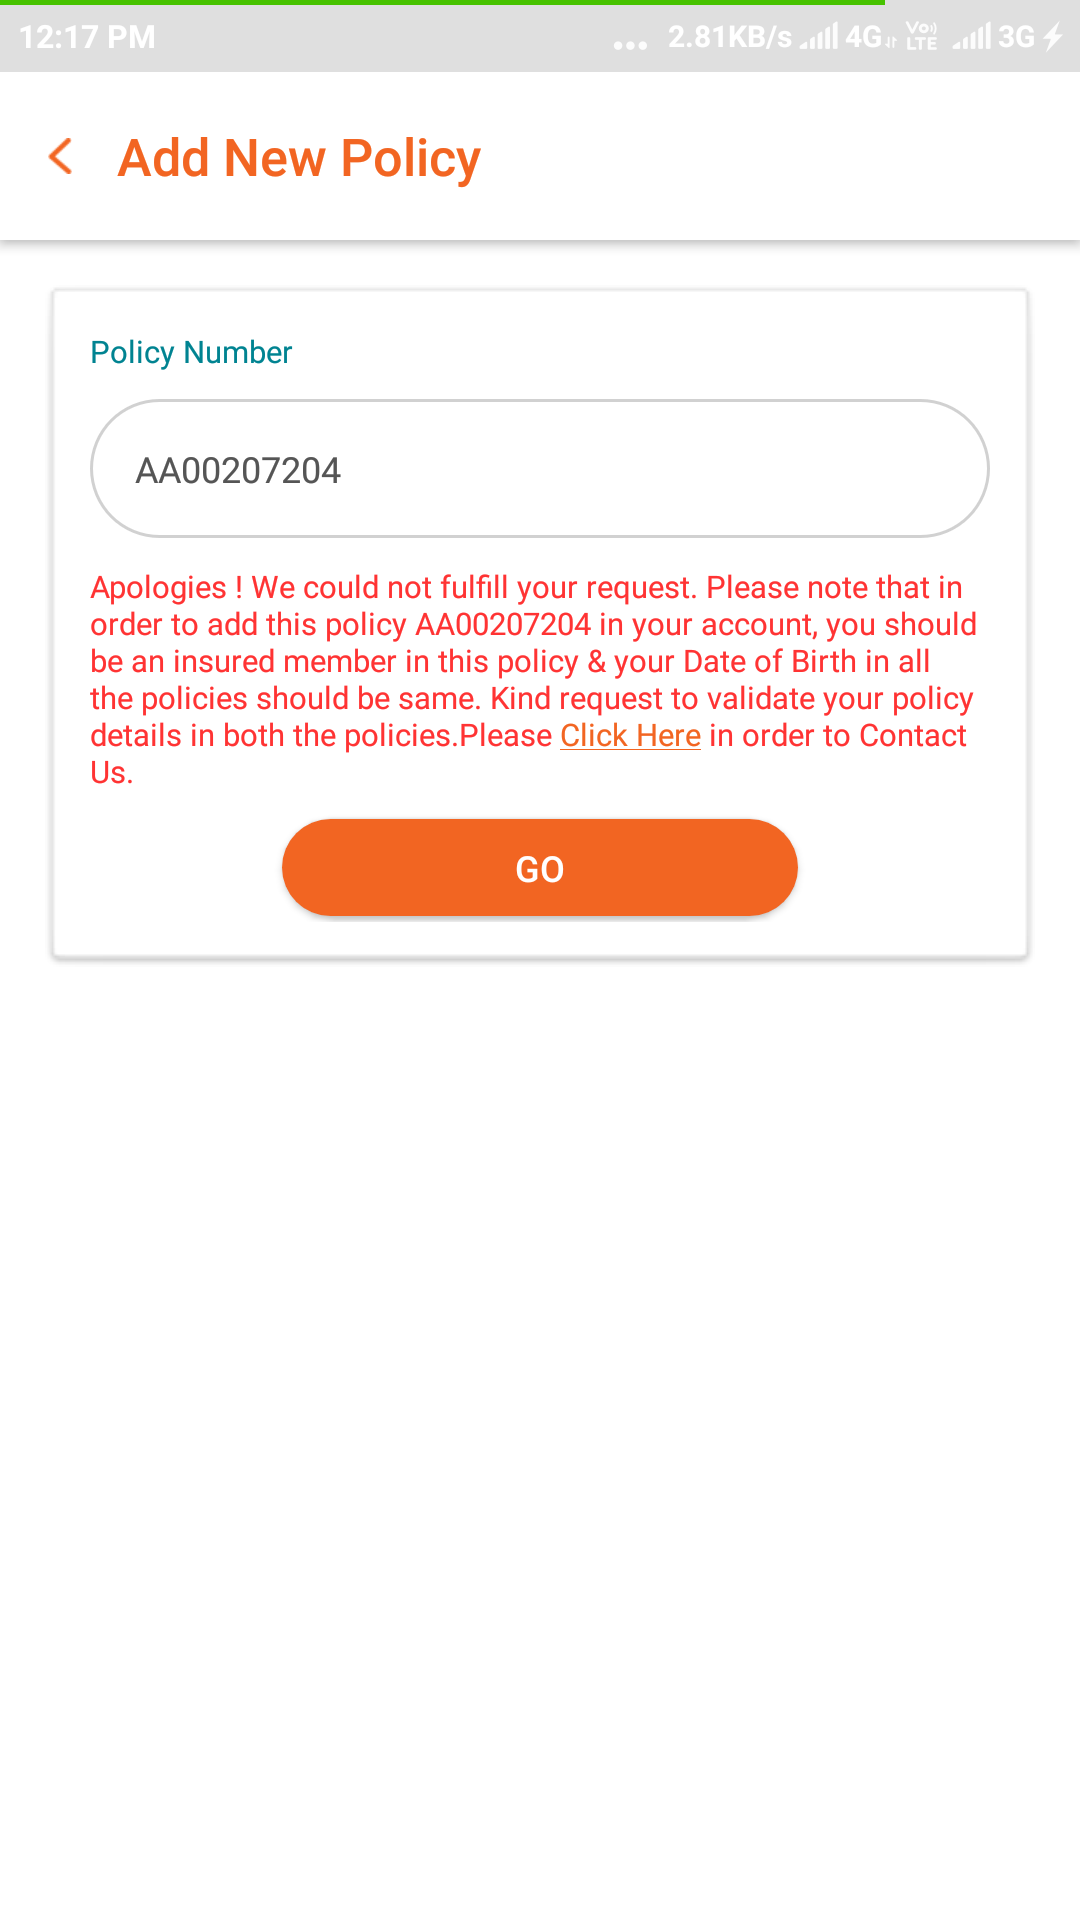 12:17 PM ... 2.81KB/s 4G VoLTE 3G
Add New Policy
Policy Number
AA00207204
Apologies ! We could not fulfill your request. Please note that in
order to add this policy AA00207204 in your account, you should
be an insured member in this policy & your Date of Birth in all
the policies should be same. Kind request to validate your policy
details in both the policies.Please Click Here in order to Contact
Us.
GO